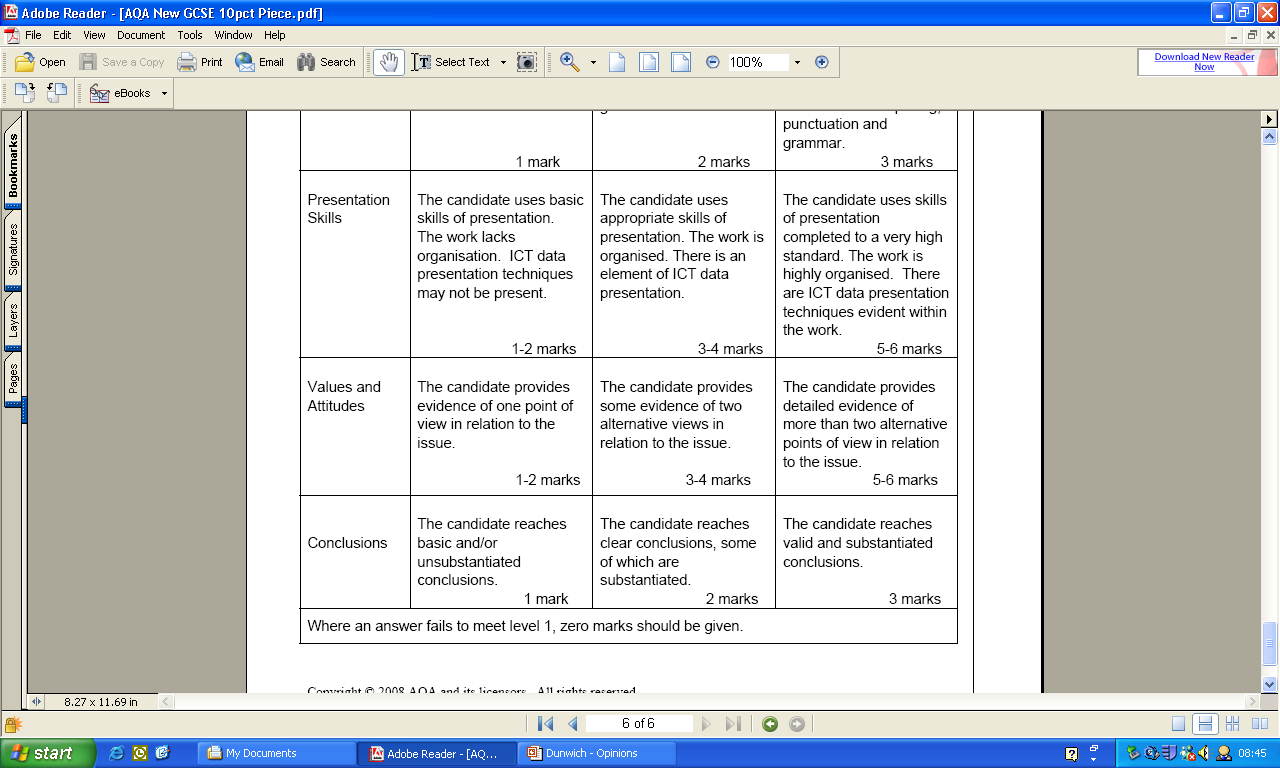 Adobe Reader - [AQA New GCSE 10pct Piece.pdf]
File Edit View Document Tools Window Help
Open Save a Copy Print Email Search Select Text 100% Download New Reader Now
eBooks
Bookmarks
Signatures
Layers
Pages
punctuation and
grammar.
1 mark 2 marks 3 marks
Presentation
Skills
The candidate uses basic
skills of presentation.
The work lacks
organisation. ICT data
presentation techniques
may not be present.
1-2 marks
The candidate uses
appropriate skills of
presentation. The work is
organised. There is an
element of ICT data
presentation.
3-4 marks
The candidate uses skills
of presentation
completed to a very high
standard. The work is
highly organised. There
are ICT data presentation
techniques evident within
the work.
5-6 marks
Values and
Attitudes
The candidate provides
evidence of one point of
view in relation to the
issue.
1-2 marks
The candidate provides
some evidence of two
alternative views in
relation to the issue.
3-4 marks
The candidate provides
detailed evidence of
more than two alternative
points of view in relation
to the issue.
5-6 marks
Conclusions
The candidate reaches
basic and/or
unsubstantiated
conclusions.
1 mark
The candidate reaches
clear conclusions, some
of which are
substantiated.
2 marks
The candidate reaches
valid and substantiated
conclusions.
3 marks
Where an answer fails to meet level 1, zero marks should be given.
Copyright © 2008 AQA and its licensors. All rights reserved.
8.27 x 11.69 in
6 of 6
start My Documents Adobe Reader - [AQ... Dunwich - Opinions 08:45